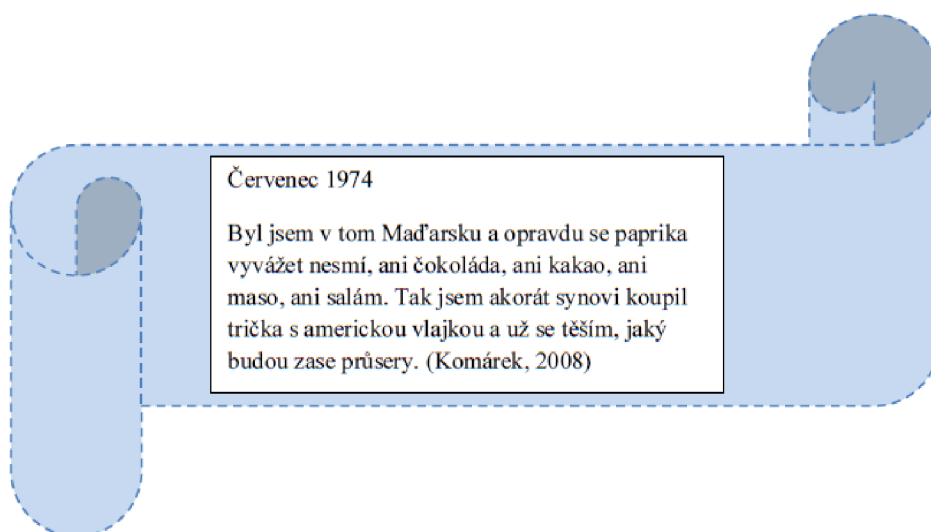 Červenec 1974
Byl jsem v tom Maďarsku a opravdu se paprika
vyvážet nesmí, ani čokoláda, ani kakao, ani
maso, ani salám. Tak jsem akorát synovi koupil
trička s americkou vlajkou a už se těším, jaký
budou zase průsery. (Komárek, 2008)